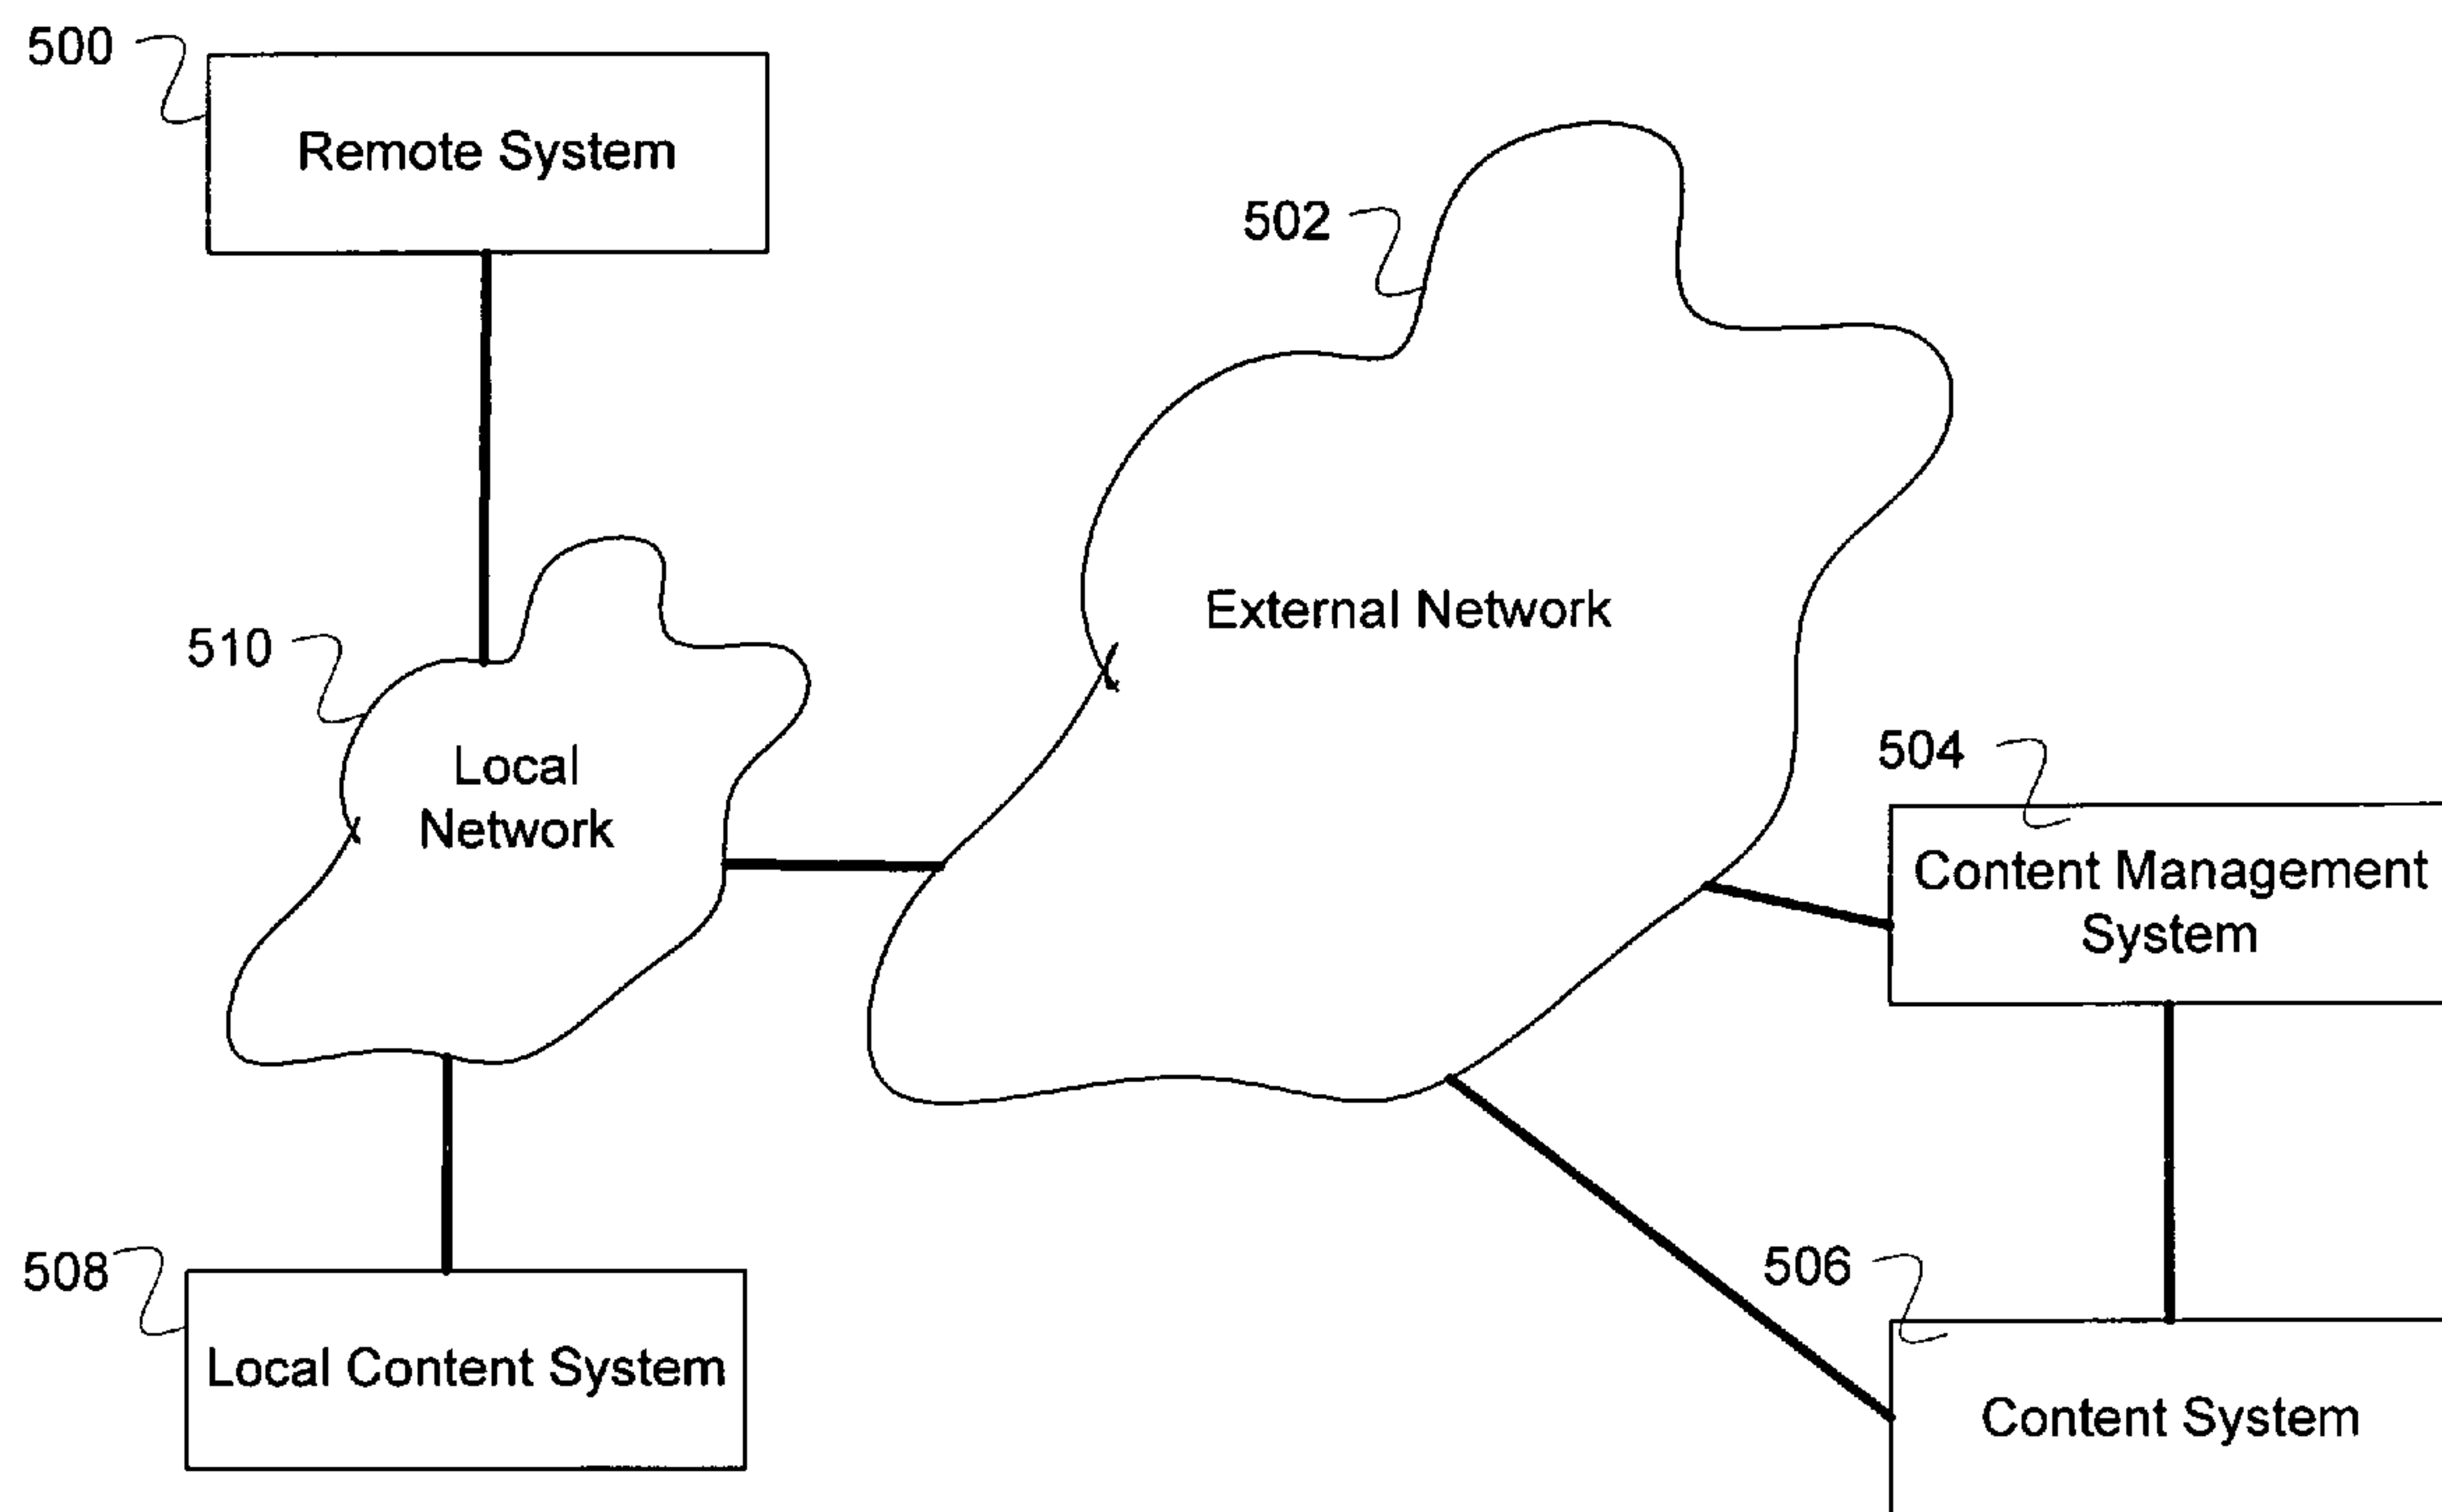 500
Remote System
502
External Network
510
Local
Network
504
Content Management
System
506
Content System
508
Local Content System